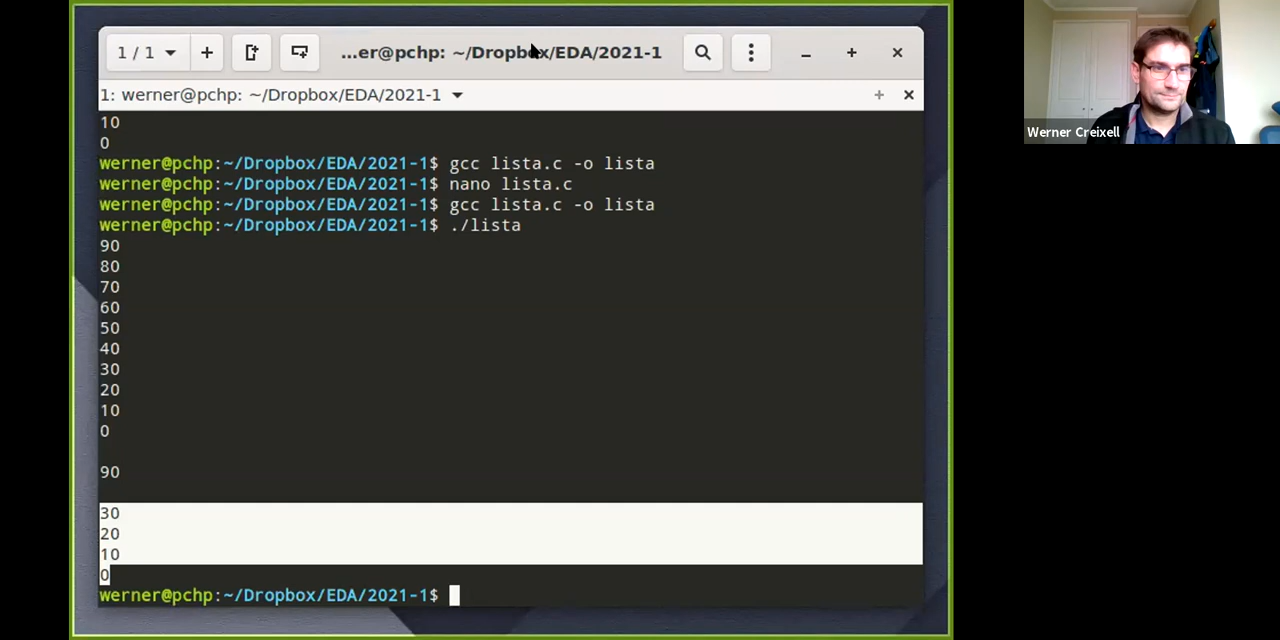 1 / 1
...er@pchp: ~/Dropbox/EDA/2021-1
1: werner@pchp: ~/Dropbox/EDA/2021-1
10
0
werner@pchp:~/Dropbox/EDA/2021-1$ gcc lista.c -o lista
werner@pchp:~/Dropbox/EDA/2021-1$ nano lista.c
werner@pchp:~/Dropbox/EDA/2021-1$ gcc lista.c -o lista
werner@pchp:~/Dropbox/EDA/2021-1$ ./lista
90
80
70
60
50
40
30
20
10
0
90
30
20
10
0
werner@pchp:~/Dropbox/EDA/2021-1$
Werner Creixell